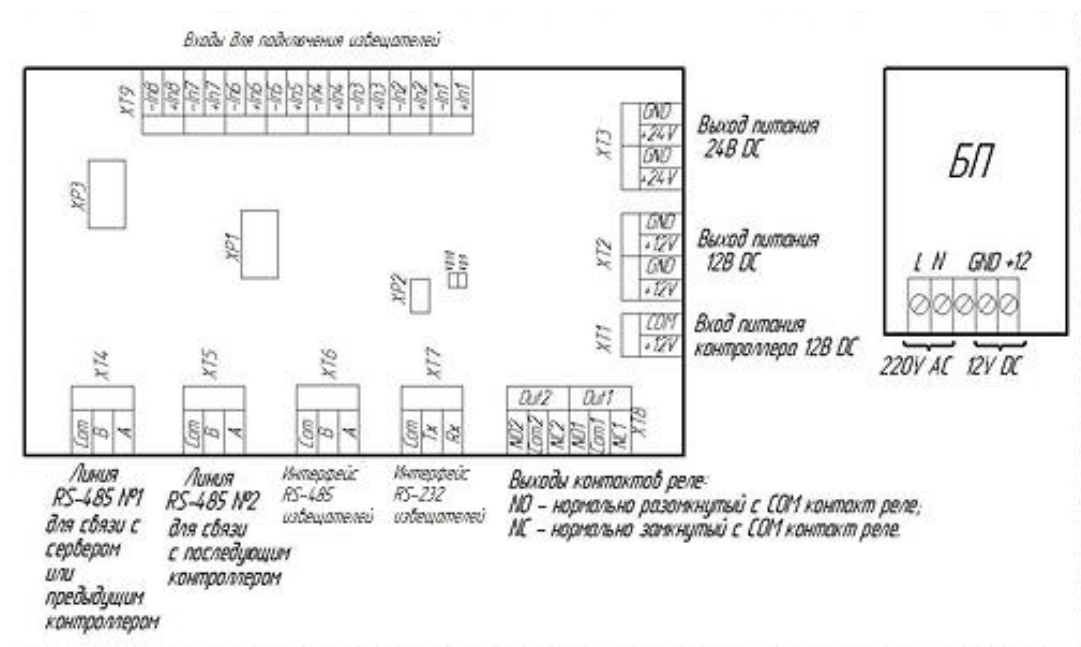 Входы для подключения извещателей
XT9
-In8
+In8
-In7
+In7
-In6
+In6
-In5
+In5
-In4
+In4
-In3
+In3
-In2
+In2
-In1
+In1
XP3
XP1
XP2
XT3
GND
+24V
GND
+24V
Выход питания
24В DC
XT2
GND
+12V
GND
+12V
Выход питания
12В DC
XT1
COM
+12V
Вход питания
контроллера 12В DC
БП
L N GND +12
220V AC 12V DC
XT4
Com
B
A
XT5
Com
B
A
XT6
Com
B
A
XT7
Com
Tx
Rx
Out2 Out1
NO2
Com2
NC2
NO1
Com1
NC1
XT8
Линия
RS-485 №1
для связи с
сервером
или
предыдущим
контроллером
Линия
RS-485 №2
для связи
с последующим
контроллером
Интерфейс
RS-485
извещателей
Интерфейс
RS-232
извещателей
Выходы контактов реле:
NO - нормально разомкнутый с COM контакт реле;
NC - нормально замкнутый с COM контакт реле.